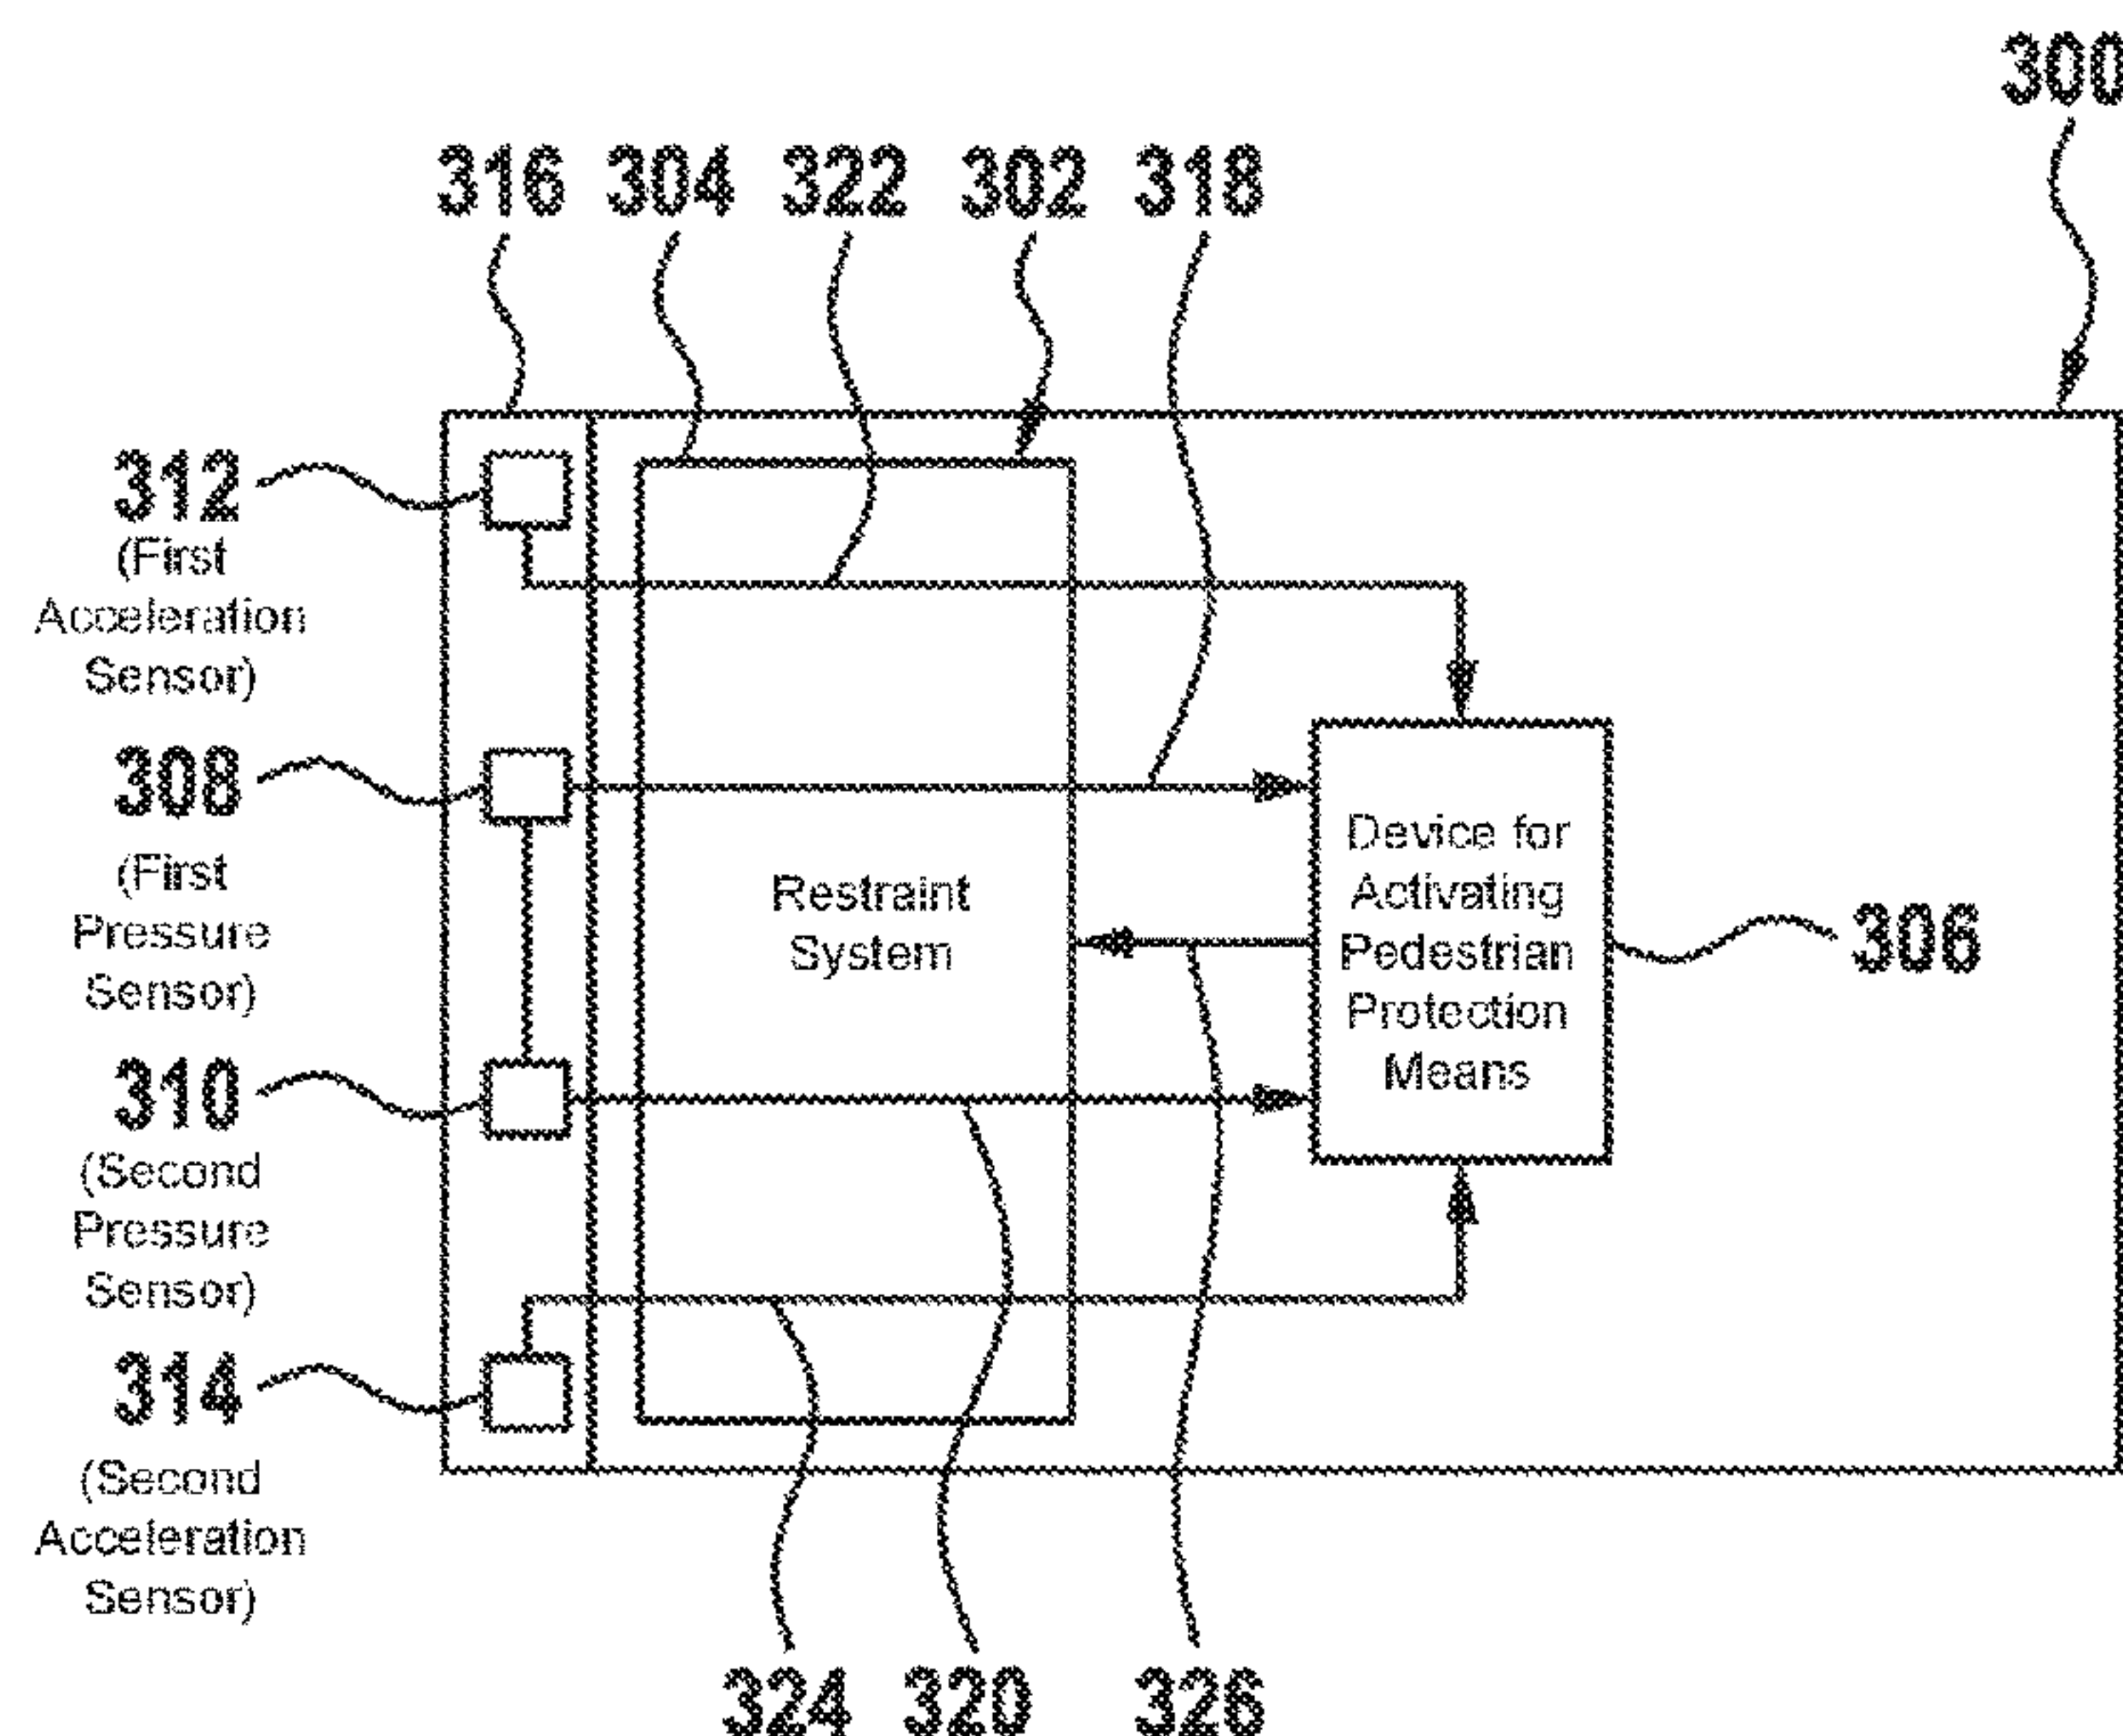 300
316 304 322 302 318
312
(First
Acceleration
Sensor)
308
(First
Pressure
Sensor)
310
(Second
Pressure
Sensor)
314
(Second
Acceleration
Sensor)
Restraint
System
Device for
Activating
Pedestrian
Protection
Means
306
324 320 326